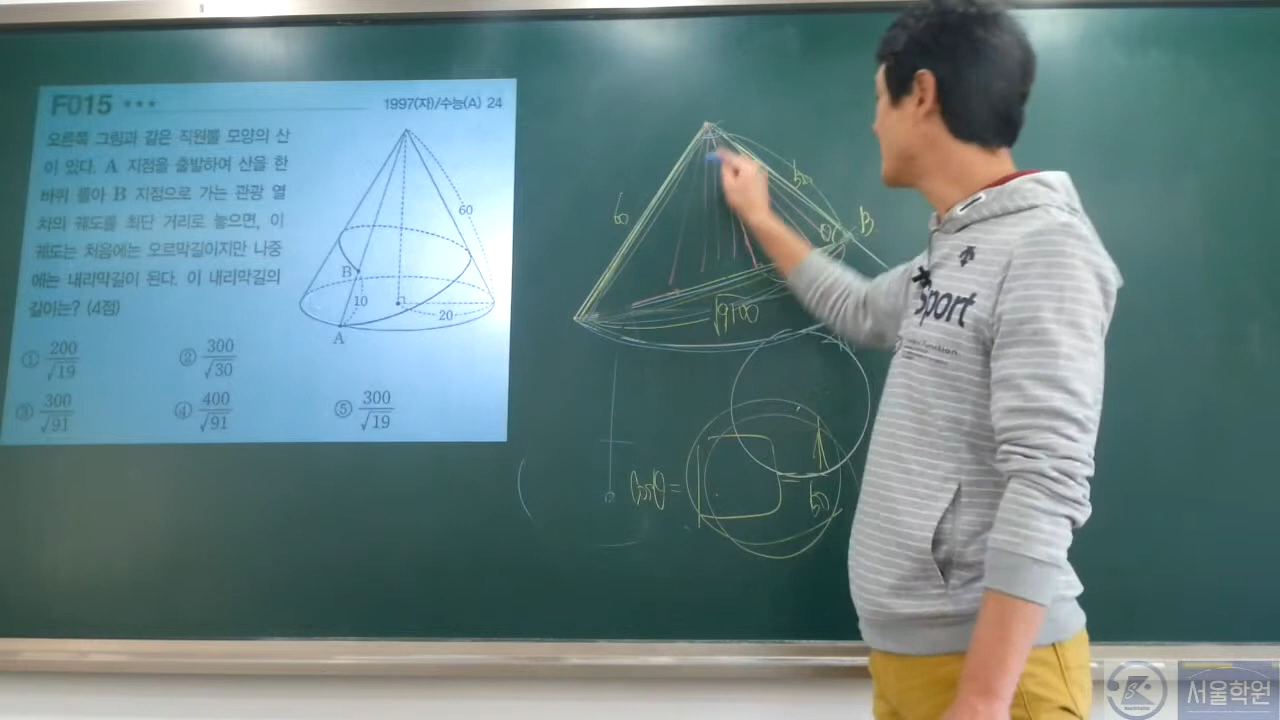 F015 ***
1997(자)/수능(A) 24
오른쪽 그림과 같은 직원뿔 모양의 산
이 있다. A 지점을 출발하여 산을 한
바퀴 돌아 B 지점으로 가는 관광 열
차의 궤도를 최단 거리로 놓으면, 이
궤도는 처음에는 오르막길이지만 나중
에는 내리막길이 된다. 이 내리막길의
길이는? (4점)
60
B
10
20
A
① 200/√19
② 300/√30
③ 300/√91
④ 400/√91
⑤ 300/√19
60
50
θ
B
√9100
cosθ =
=
50
Sport
서울학원